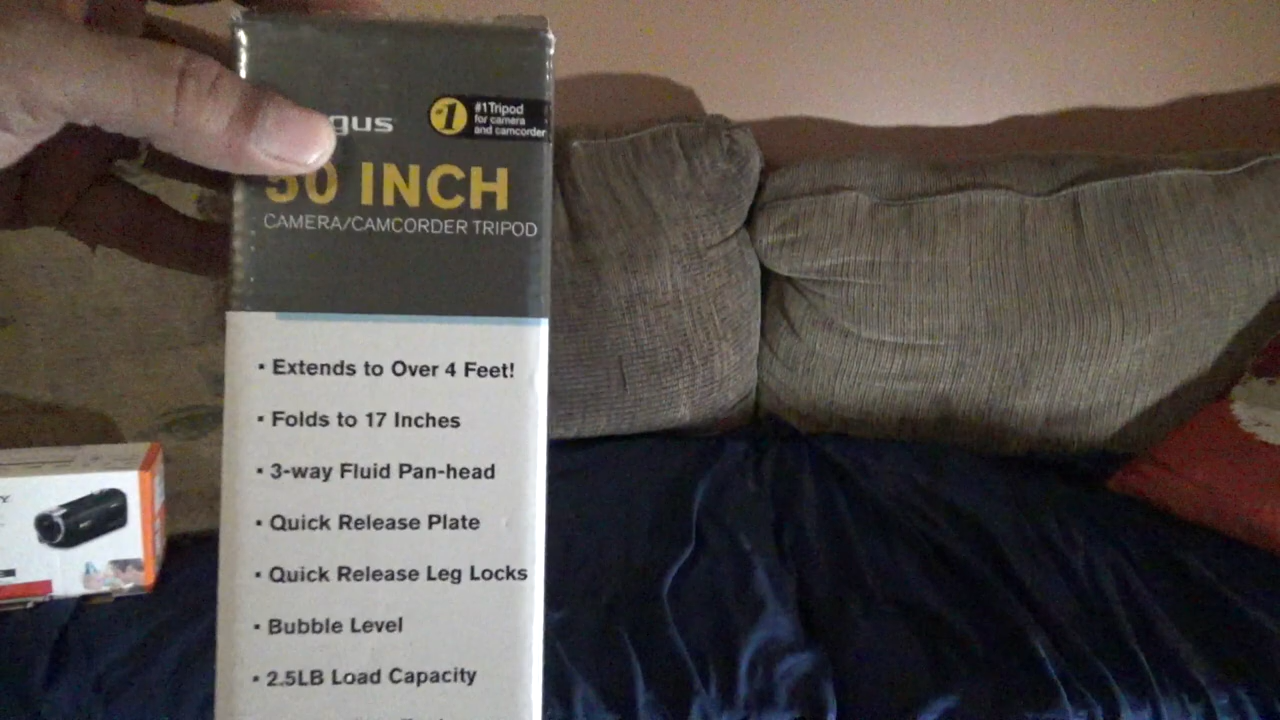 #1
#1Tripod
for camera
and camcorder
50 INCH
CAMERA/CAMCORDER TRIPOD
· Extends to Over 4 Feet!
· Folds to 17 Inches
· 3-way Fluid Pan-head
· Quick Release Plate
· Quick Release Leg Locks
· Bubble Level
· 2.5LB Load Capacity